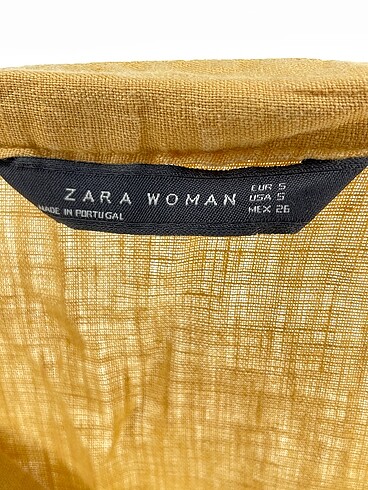 ZARA WOMAN
MADE IN PORTUGAL
EUR S
USA S
MEX 26